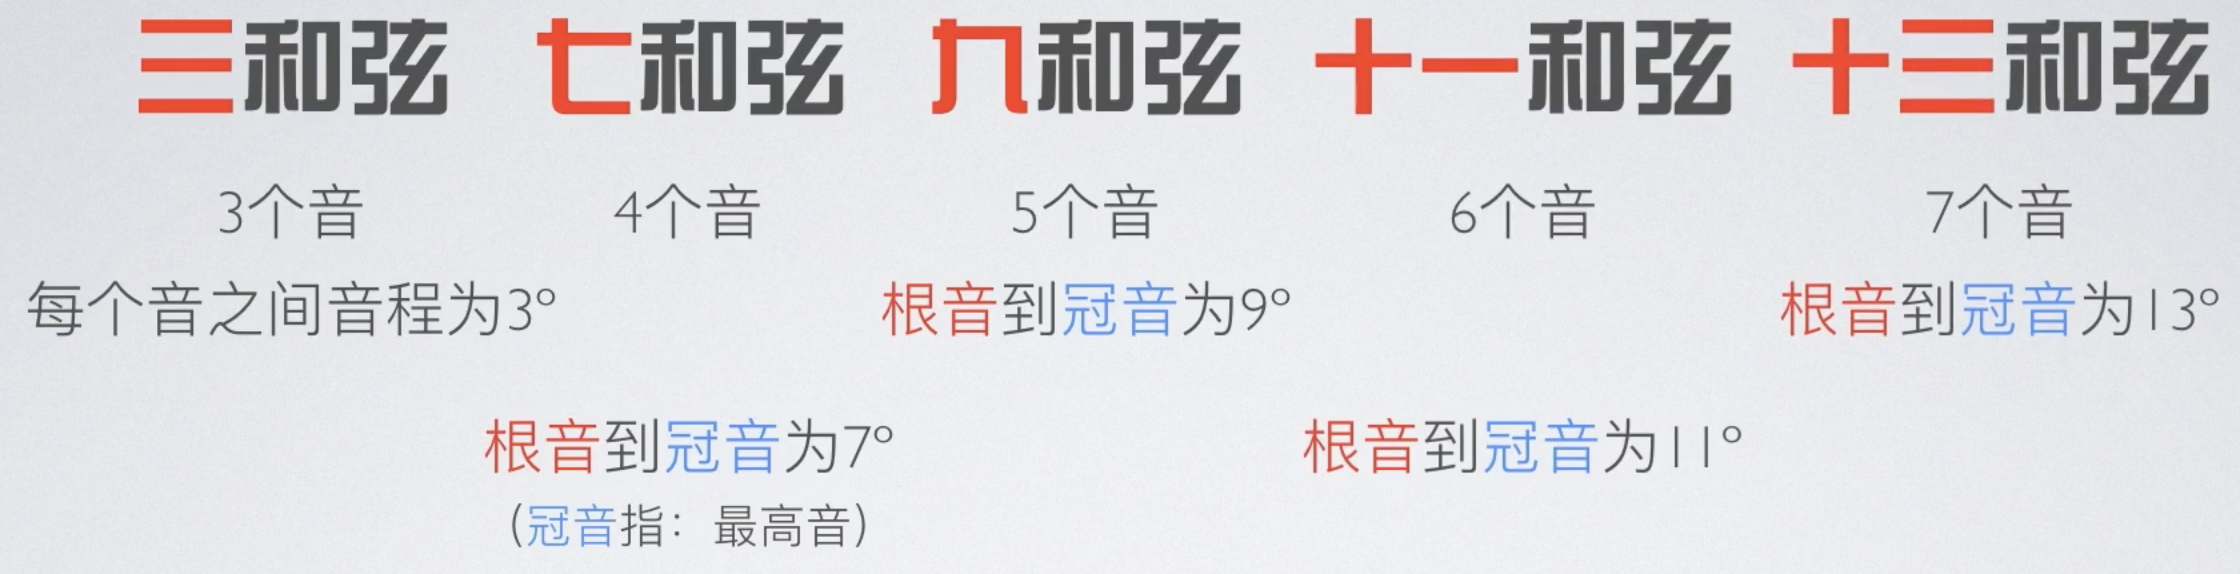 三和弦 七和弦 九和弦 十一和弦 十三和弦
3个音 4个音 5个音 6个音 7个音
每个音之间音程为3° 根音到冠音为9° 根音到冠音为13°
根音到冠音为7° 根音到冠音为11°
(冠音指：最高音)